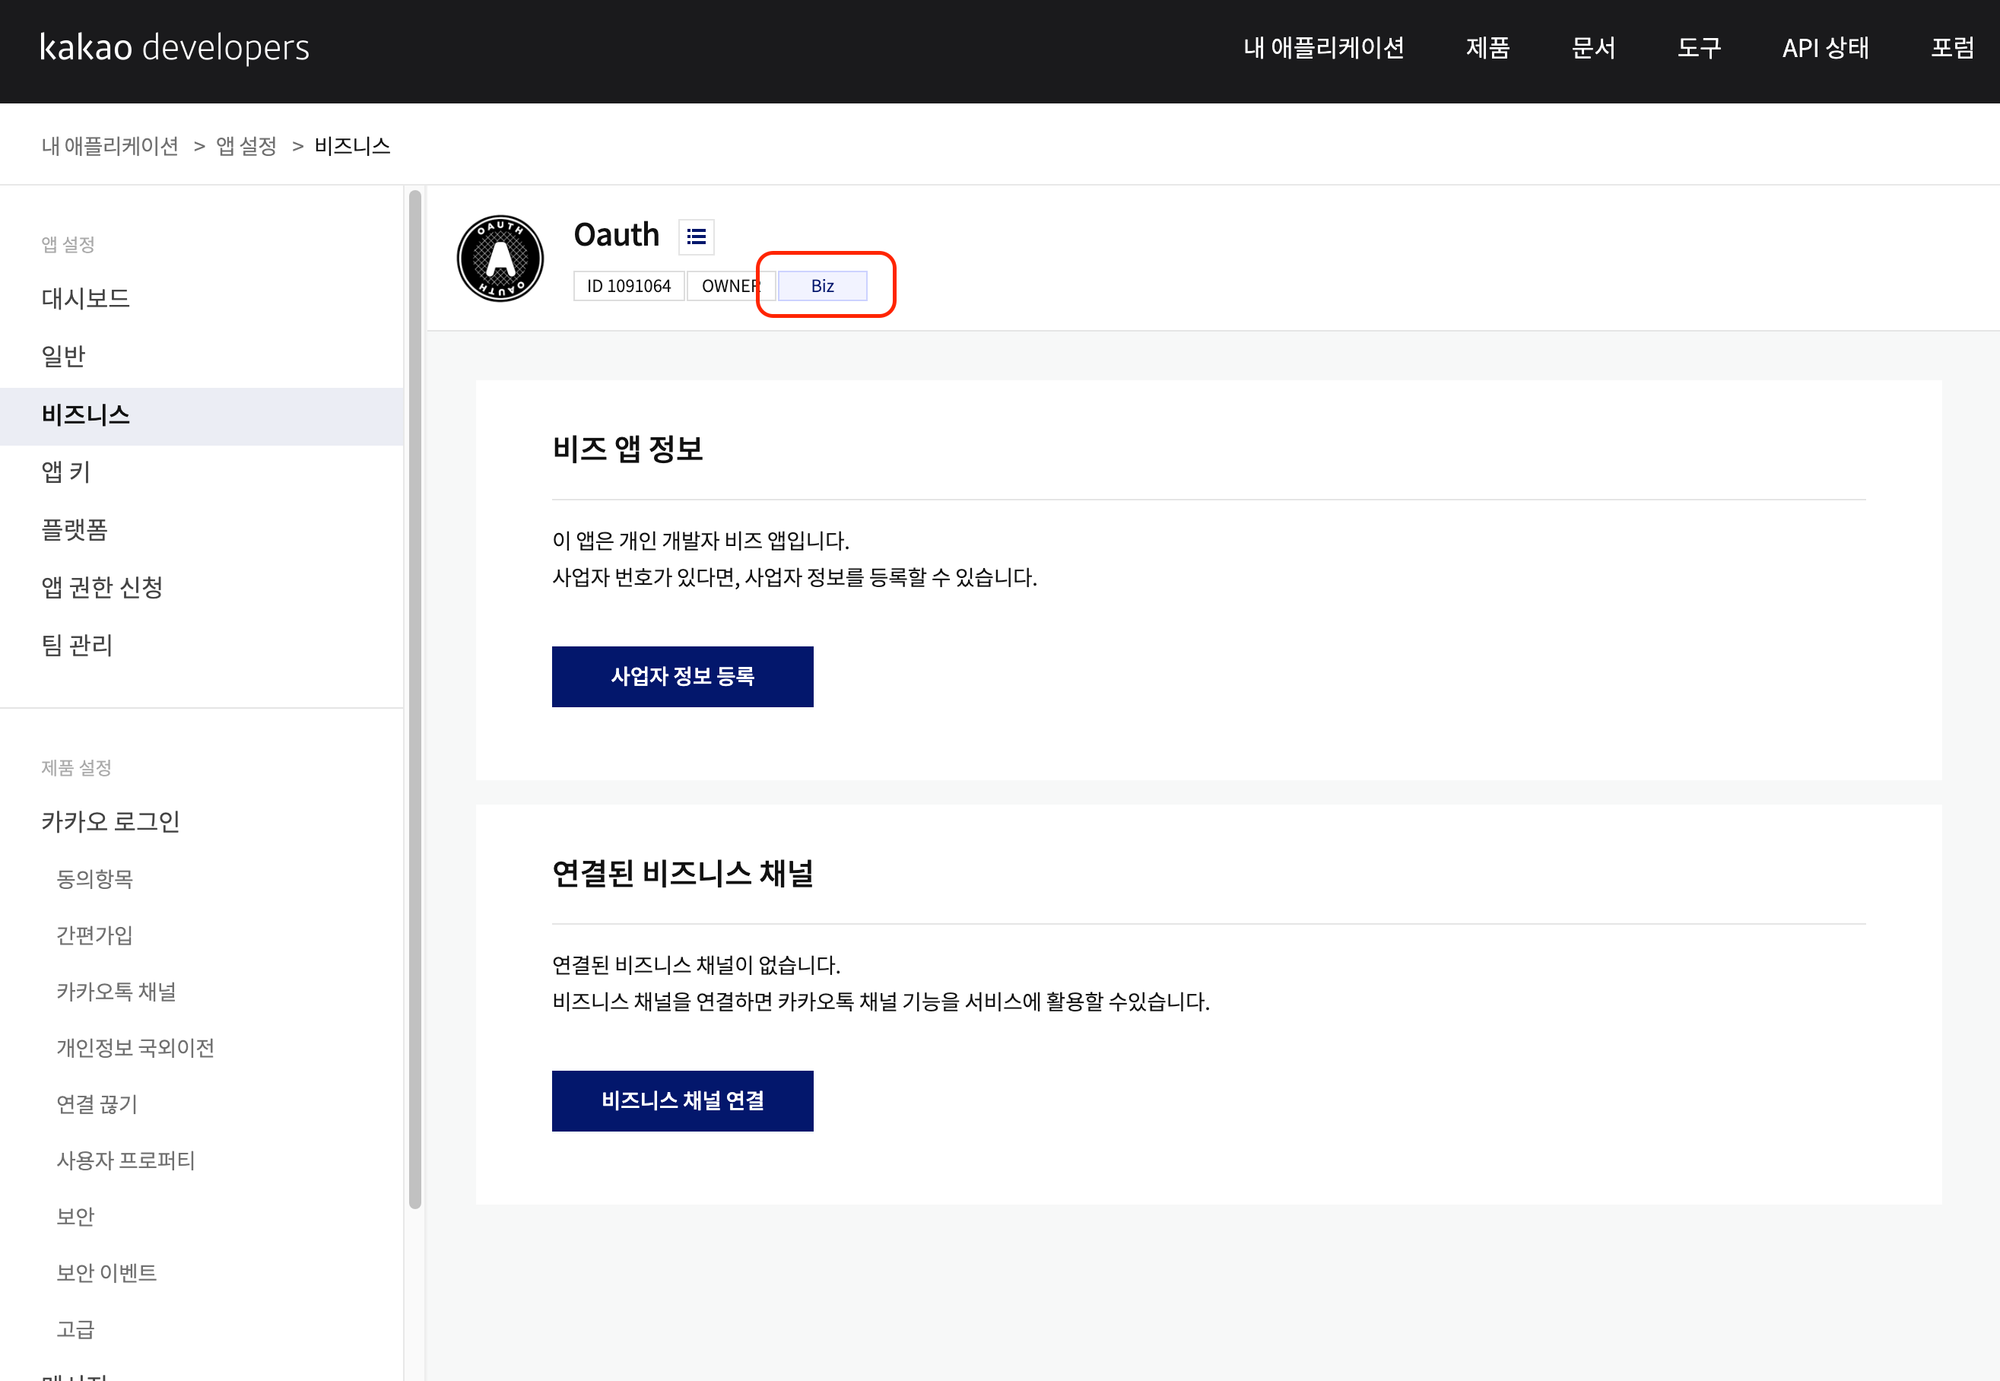 kakao developers
내 애플리케이션 제품 문서 도구 API 상태 포럼
내 애플리케이션 > 앱 설정 > 비즈니스
앱 설정
대시보드
일반
비즈니스
앱 키
플랫폼
앱 권한 신청
팀 관리
제품 설정
카카오 로그인
동의항목
간편가입
카카오톡 채널
개인정보 국외이전
연결 끊기
사용자 프로퍼티
보안
보안 이벤트
고급
OAUTH
A
OAUTH
Oauth
ID 1091064 OWNER Biz
비즈 앱 정보
이 앱은 개인 개발자 비즈 앱입니다.
사업자 번호가 있다면, 사업자 정보를 등록할 수 있습니다.
사업자 정보 등록
연결된 비즈니스 채널
연결된 비즈니스 채널이 없습니다.
비즈니스 채널을 연결하면 카카오톡 채널 기능을 서비스에 활용할 수있습니다.
비즈니스 채널 연결